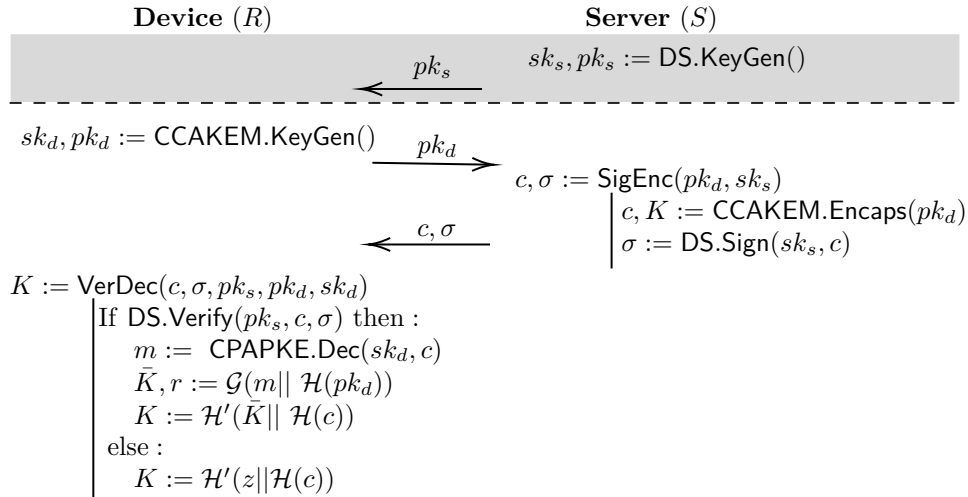 Device (R)
Server (S)
sk_s, pk_s := DS.KeyGen()
pk_s
sk_d, pk_d := CCAKEM.KeyGen()
pk_d
c, σ := SigEnc(pk_d, sk_s)
c, K := CCAKEM.Encaps(pk_d)
σ := DS.Sign(sk_s, c)
c, σ
K := VerDec(c, σ, pk_s, pk_d, sk_d)
If DS.Verify(pk_s, c, σ) then :
m := CPAPKE.Dec(sk_d, c)
K̄, r := 𝒢(m|| ℋ(pk_d))
K := ℋ′(K̄|| ℋ(c))
else :
K := ℋ′(z||ℋ(c))